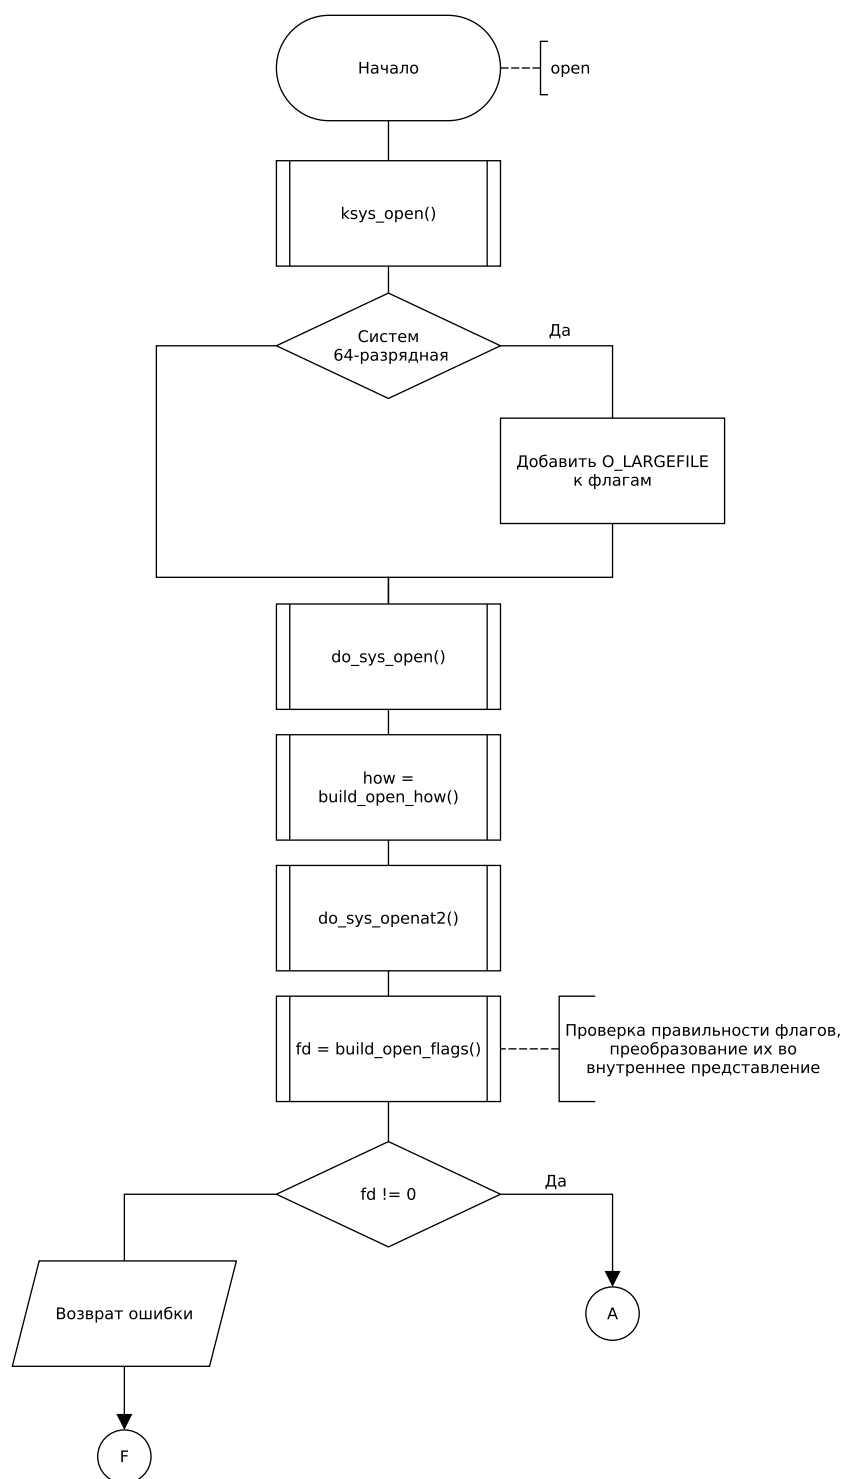 Начало
open
ksys_open()
Систем
64-разрядная
Да
Добавить O_LARGEFILE
к флагам
do_sys_open()
how =
build_open_how()
do_sys_openat2()
fd = build_open_flags()
Проверка правильности флагов,
преобразование их во
внутреннее представление
fd != 0
Да
Возврат ошибки
A
F